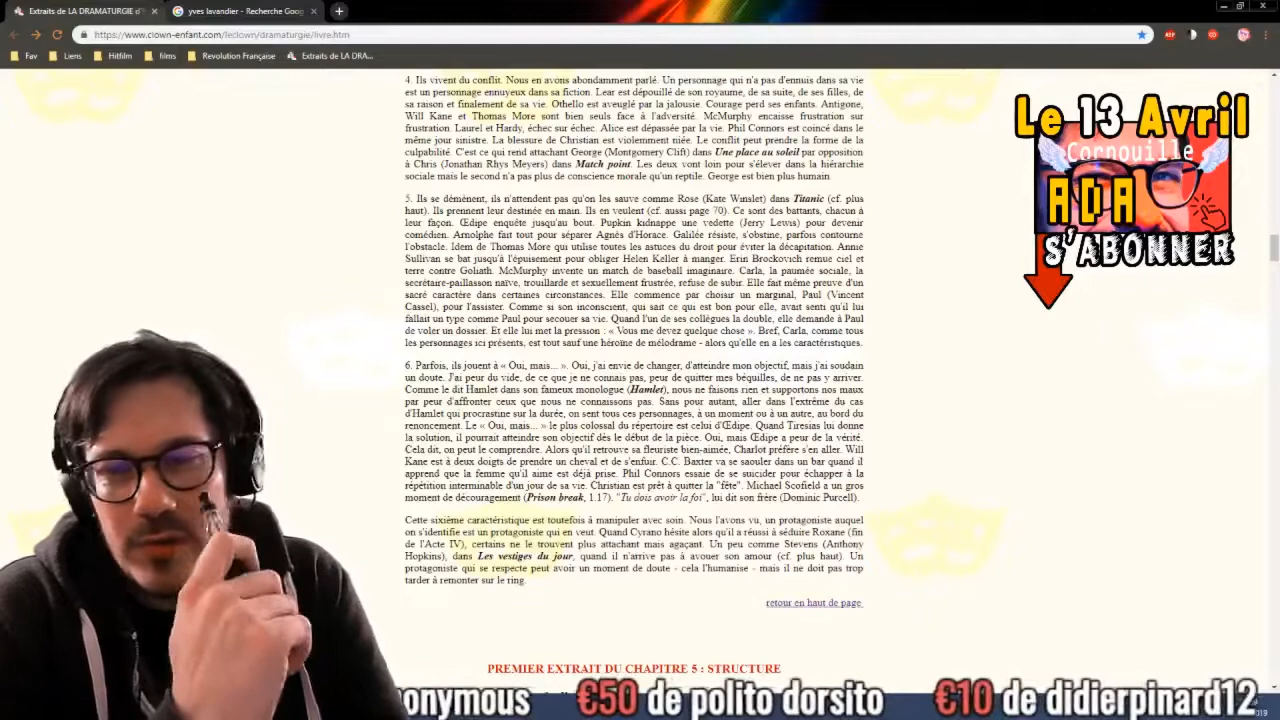 Extraits de LA DRAMATURGIE d'
yves lavandier - Recherche Goog
https://www.clown-enfant.com/leclown/dramaturgie/livre.htm
Fav
Liens
Hitfilm
films
Revolution Française
Extraits de LA DRA...
4. Ils vivent du conflit. Nous en avons abondamment parlé. Un personnage qui n'a pas d'ennuis dans sa vie
est un personnage ennuyeux dans sa fiction. Lear est dépouillé de son royaume, de sa suite, de ses filles, de
sa raison et finalement de sa vie. Othello est aveuglé par la jalousie. Courage perd ses enfants. Antigone,
Will Kane et Thomas More sont bien seuls face à l'adversité. McMurphy encaisse frustration sur
frustration. Laurel et Hardy, échec sur échec. Alice est dépassée par la vie. Phil Connors est coincé dans le
même jour sinistre. La blessure de Christian est violemment niée. Le conflit peut prendre la forme de la
culpabilité. C'est ce qui rend attachant George (Montgomery Clift) dans Une place au soleil par opposition
à Chris (Jonathan Rhys Meyers) dans Match point. Les deux vont loin pour s'élever dans la hiérarchie
sociale mais le second n'a pas plus de conscience morale qu'un reptile. George est bien plus humain
5. Ils se démènent, ils n'attendent pas qu'on les sauve comme Rose (Kate Winslet) dans Titanic (cf. plus
haut). Ils prennent leur destinée en main. Ils en veulent (cf. aussi page 70). Ce sont des battants, chacun à
leur façon. Œdipe enquête jusqu'au bout. Pupkin kidnappe une vedette (Jerry Lewis) pour devenir
comédien. Arnolphe fait tout pour séparer Agnès d'Horace. Galilée résiste, s'obstine, parfois contourne
l'obstacle. Idem de Thomas More qui utilise toutes les astuces du droit pour éviter la décapitation. Annie
Sullivan se bat jusqu'à l'épuisement pour obliger Helen Keller à manger. Erin Brockovich remue ciel et
terre contre Goliath. McMurphy invente un match de baseball imaginaire. Carla, la paumée sociale, la
secrétaire-paillasson naïve, trouillarde et sexuellement frustrée, refuse de subir. Elle fait même preuve d'un
sacré caractère dans certaines circonstances. Elle commence par choisir un marginal, Paul (Vincent
Cassel), pour l'assister. Comme si son inconscient, qui sait ce qui est bon pour elle, avait senti qu'il lui
fallait un type comme Paul pour secouer sa vie. Quand l'un de ses collègues la double, elle demande à Paul
de voler un dossier. Et elle lui met la pression : « Vous me devez quelque chose ». Bref, Carla, comme tous
les personnages ici présents, est tout sauf une héroïne de mélodrame - alors qu'elle en a les caractéristiques.
6. Parfois, ils jouent à « Oui, mais... ». Oui, j'ai envie de changer, d'atteindre mon objectif, mais j'ai soudain
un doute. J'ai peur du vide, de ce que je ne connais pas, peur de quitter mes béquilles, de ne pas y arriver.
Comme le dit Hamlet dans son fameux monologue (Hamlet), nous ne faisons rien et supportons nos maux
par peur d'affronter ceux que nous ne connaissons pas. Sans pour autant, aller dans l'extrême du cas
d'Hamlet qui procrastine sur la durée, on sent tous ces personnages, à un moment ou à un autre, au bord du
renoncement. Le « Oui, mais... » le plus colossal du répertoire est celui d'Œdipe. Quand Tiresias lui donne
la solution, il pourrait atteindre son objectif dès le début de la pièce. Oui, mais Œdipe a peur de la vérité.
Cela dit, on peut le comprendre. Alors qu'il retrouve sa fleuriste bien-aimée, Charlot préfère s'en aller. Will
Kane est à deux doigts de prendre un cheval et de s'enfuir. C.C. Baxter va se saouler dans un bar quand il
apprend que la femme qu'il aime est déjà prise. Phil Connors essaie de se suicider pour échapper à la
répétition interminable d'un jour de sa vie. Christian est prêt à quitter la "fête". Michael Scofield a un gros
moment de découragement (Prison break, 1.17). "Tu dois avoir la foi", lui dit son frère (Dominic Purcell).
Cette sixième caractéristique est toutefois à manipuler avec soin. Nous l'avons vu, un protagoniste auquel
on s'identifie est un protagoniste qui en veut. Quand Cyrano hésite alors qu'il a réussi à séduire Roxane (fin
de l'Acte IV), certains ne le trouvent plus attachant mais agaçant. Un peu comme Stevens (Anthony
Hopkins), dans Les vestiges du jour, quand il n'arrive pas à avouer son amour (cf. plus haut). Un
protagoniste qui se respecte peut avoir un moment de doute - cela l'humanise - mais il ne doit pas trop
tarder à remonter sur le ring.
retour en haut de page
PREMIER EXTRAIT DU CHAPITRE 5 : STRUCTURE
Le 13 Avril
Cornouille
ADA
S'ABONNER
onymous €50 de polito dorsito €10 de didierpinard12